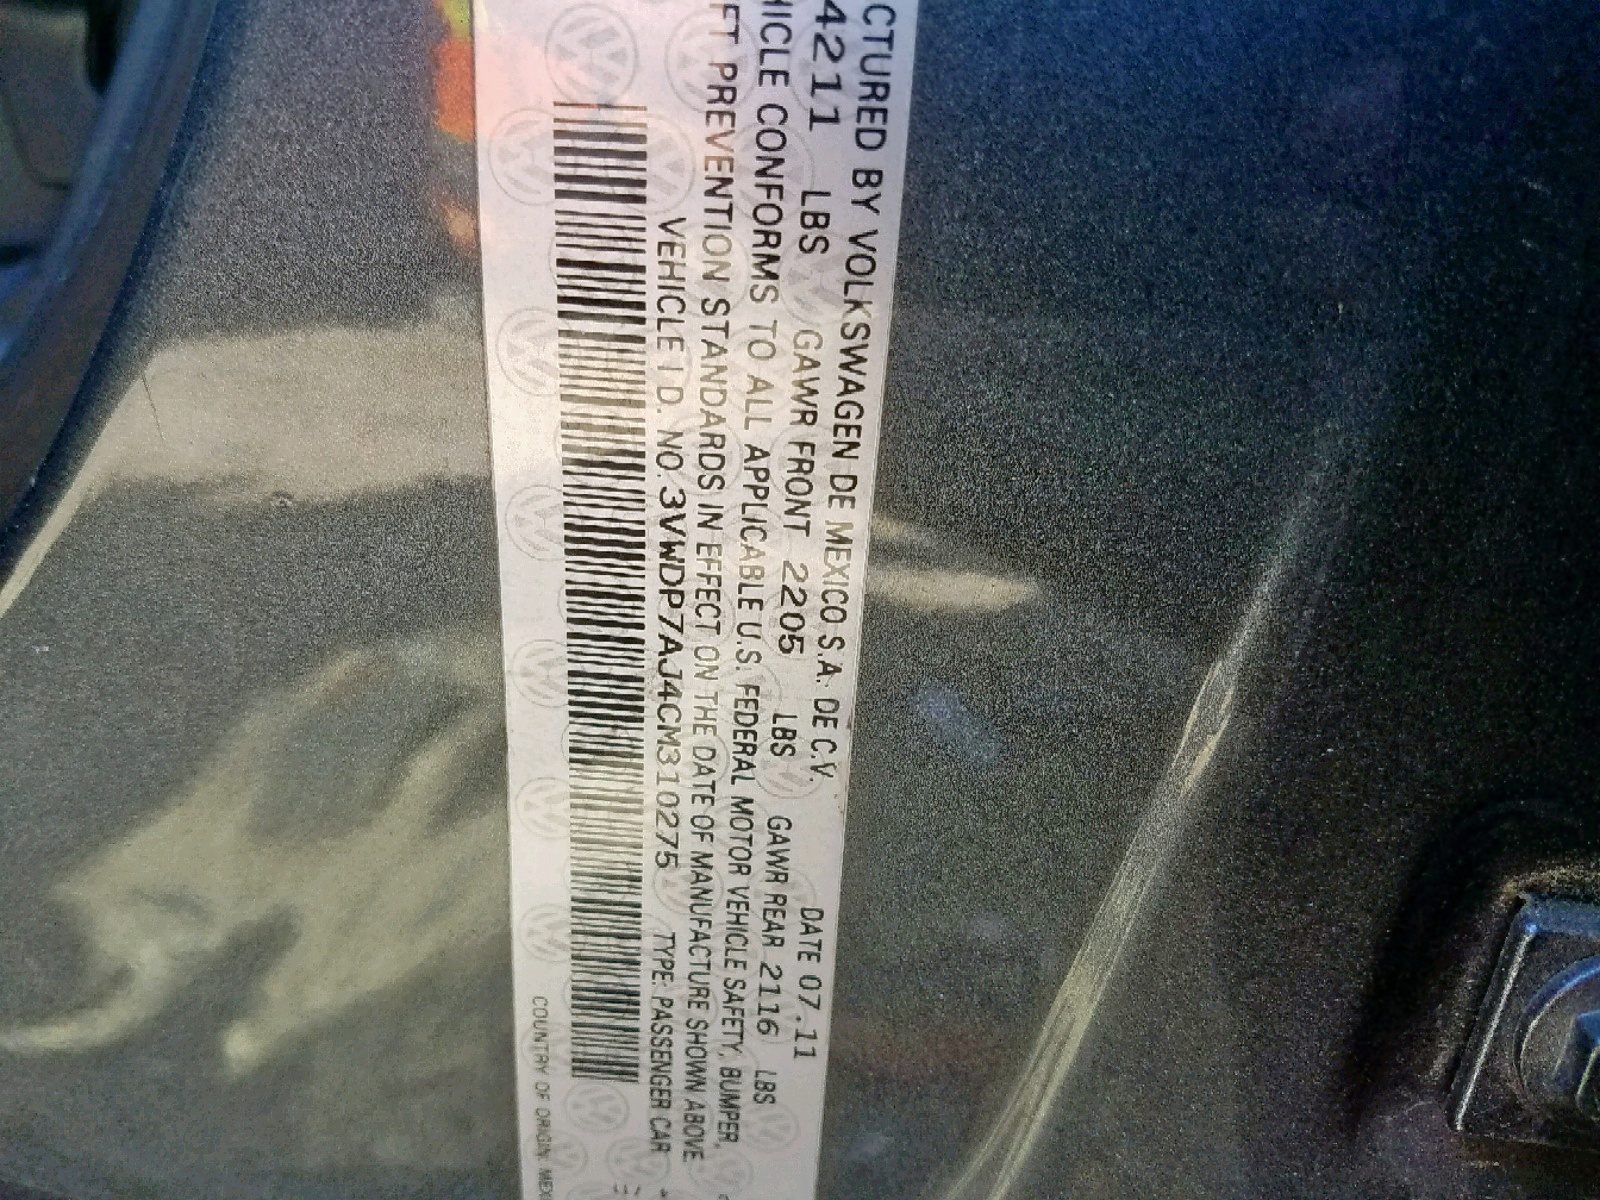 CTURED BY VOLKSWAGEN DE MEXICO S.A. DE C.V. DATE 07.11
4211 LBS GAWR FRONT 2205 LBS GAWR REAR 2116 LBS
HICLE CONFORMS TO ALL APPLICABLE U.S. FEDERAL MOTOR VEHICLE SAFETY, BUMPER,
FT PREVENTION STANDARDS IN EFFECT ON THE DATE OF MANUFACTURE SHOWN ABOVE
VEHICLE I.D. NO. 3VWDP7AJ4CM310275 TYPE: PASSENGER CAR
COUNTRY OF ORIGIN: MEXI